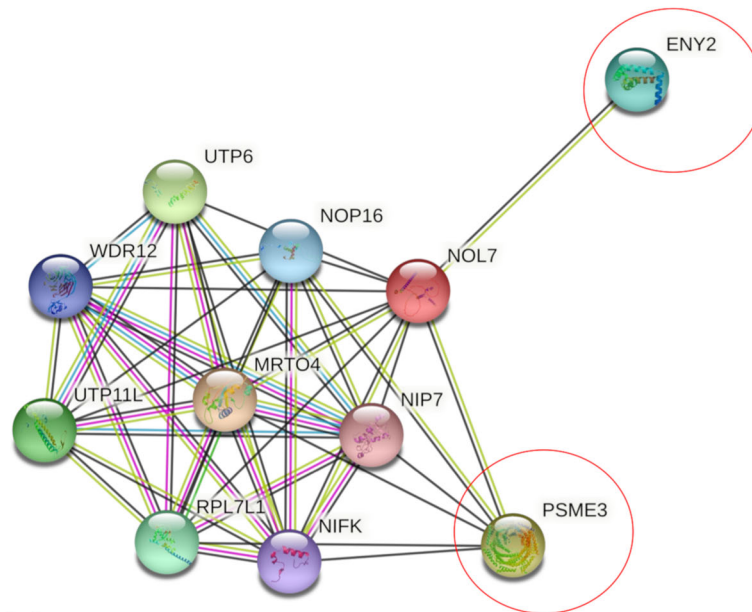 ENY2
UTP6
NOP16
WDR12
NOL7
MRTO4
UTP11L
NIP7
RPL7L1
NIFK
PSME3